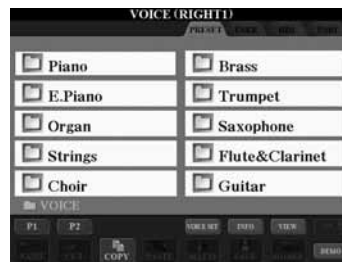 VOICE (RIGHT1)
PRESET USER
Piano
Brass
E.Piano
Trumpet
Organ
Saxophone
Strings
Flute&Clarinet
Choir
Guitar
VOICE
P1 P2 VOICE SET INFO VIEW
COPY DEMO